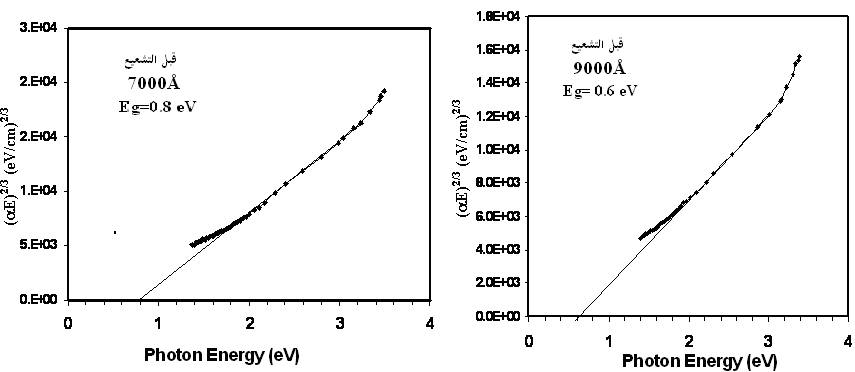 3.E+04
2.E+04
2.E+04
1.E+04
5.E+03
0.E+00
(αE)^2/3 (eV/cm)^2/3
قبل التشعيع
7000Å
Eg=0.8 eV
0 1 2 3 4
Photon Energy (eV)
1.8E+04
1.6E+04
1.4E+04
1.2E+04
1.0E+04
8.0E+03
6.0E+03
4.0E+03
2.0E+03
0.0E+00
(αE)^2/3 (eV/cm)^2/3
قبل التشعيع
9000Å
Eg= 0.6 eV
0 1 2 3 4
Photon Energy (eV)